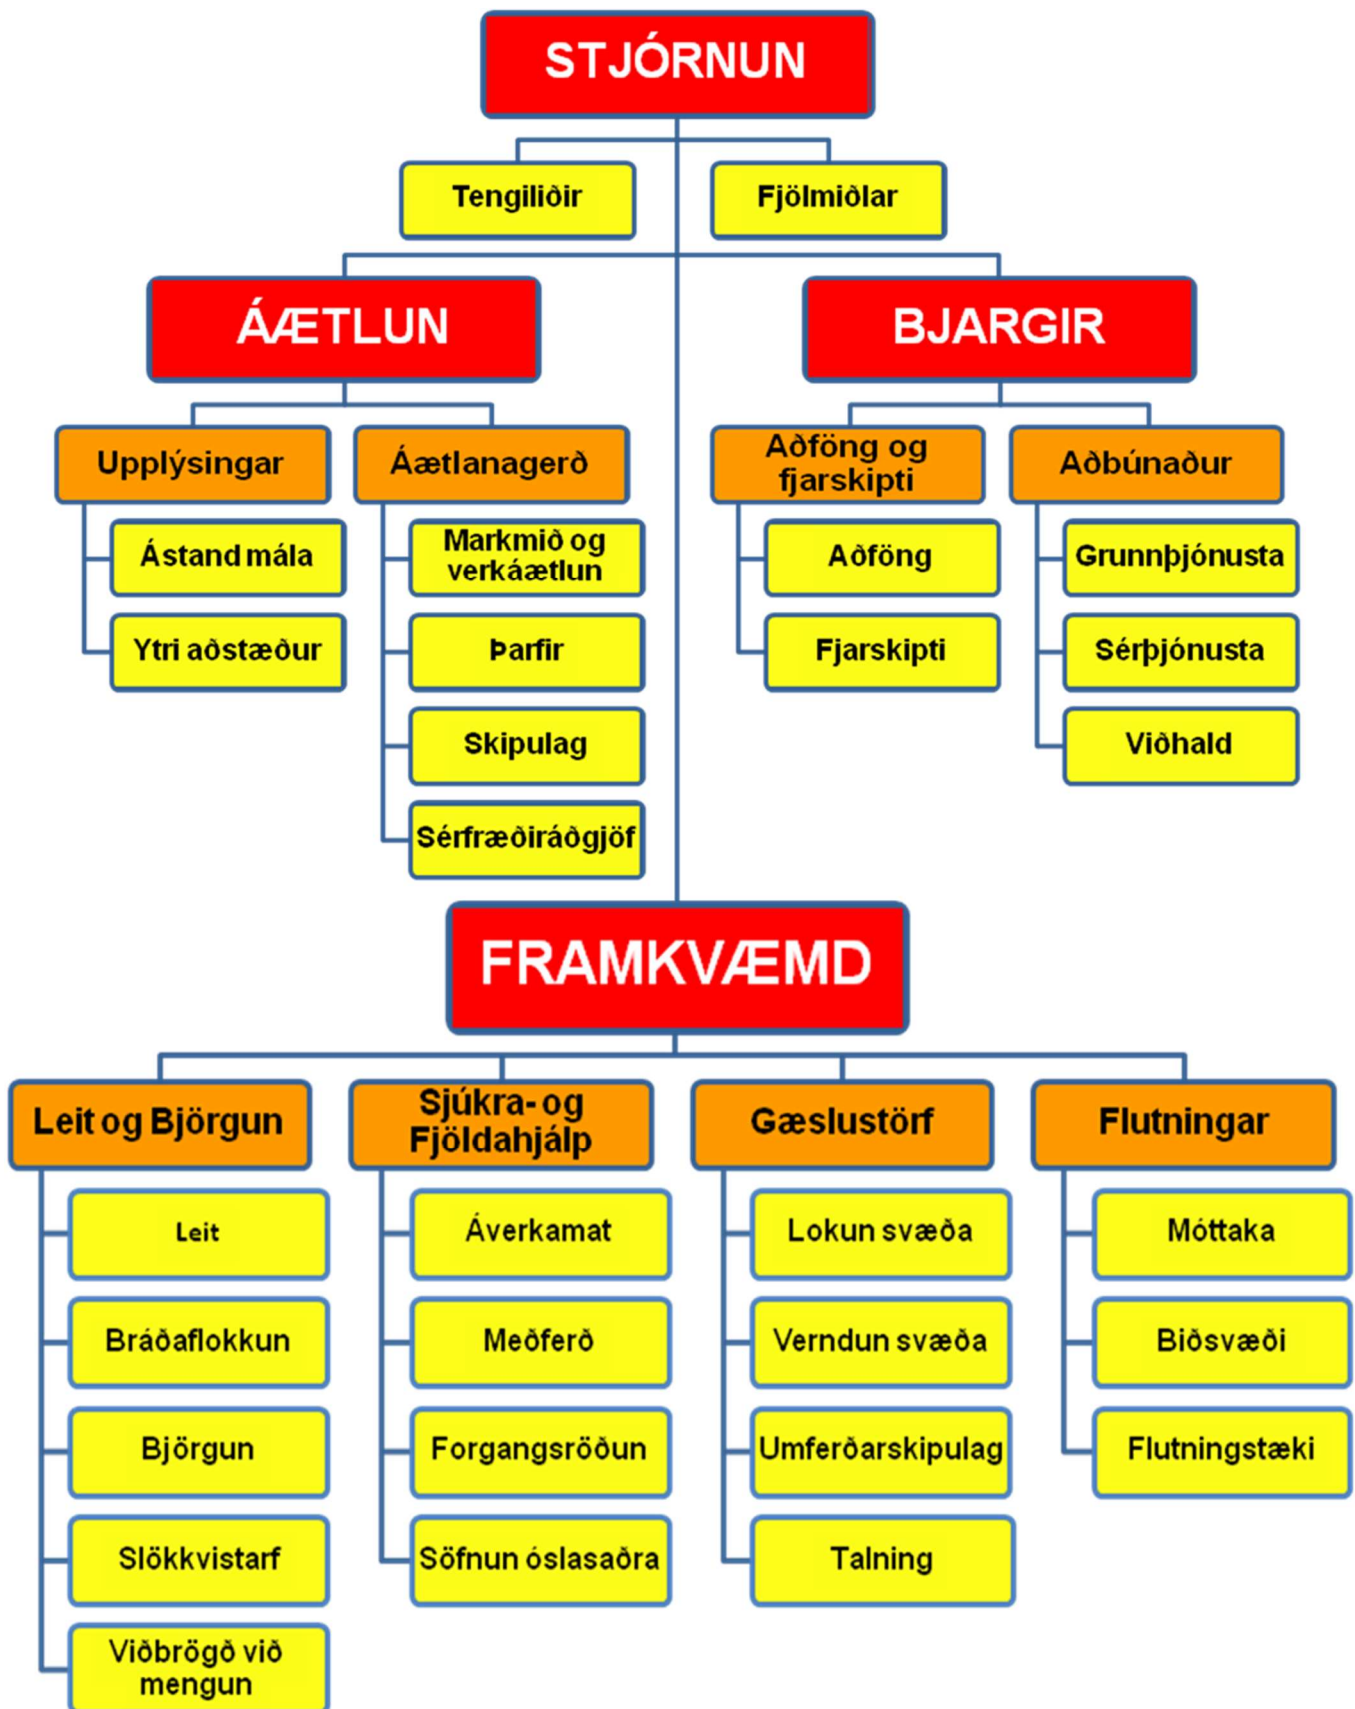 STJÓRNUN
Tengiliðir
Fjölmiðlar
ÁÆTLUN
BJARGIR
Upplýsingar
Ástand mála
Ytri aðstæður
Áætlanagerð
Markmið og
verkáætlun
Þarfir
Skipulag
Sérfræðiráðgjöf
Aðföng og
fjarskipti
Aðföng
Fjarskipti
Aðbúnaður
Grunnþjónusta
Sérþjónusta
Viðhald
FRAMKVÆMD
Leit og Björgun
Leit
Bráðaflokkun
Björgun
Slökkvistarf
Viðbrögð við
mengun
Sjúkra- og
Fjöldahjálp
Áverkamat
Meðferð
Forgangsröðun
Söfnun óslasaðra
Gæslustörf
Lokun svæða
Verndun svæða
Umferðarskipulag
Talning
Flutningar
Móttaka
Biðsvæði
Flutningstæki